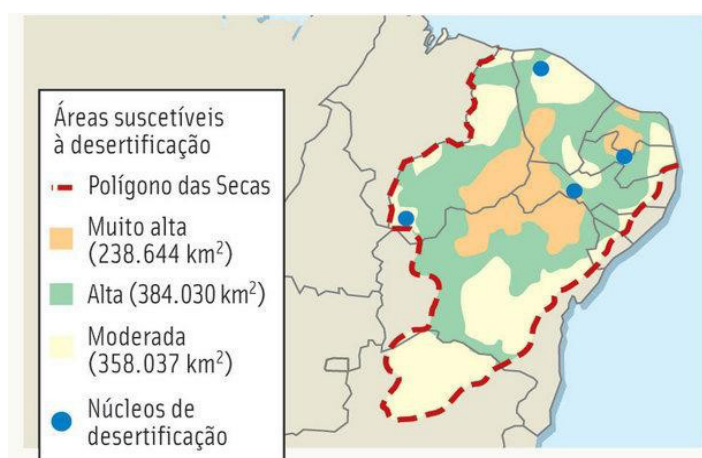 Áreas suscetíveis
à desertificação
Polígono das Secas
Muito alta
(238.644 km²)
Alta (384.030 km²)
Moderada
(358.037 km²)
Núcleos de
desertificação